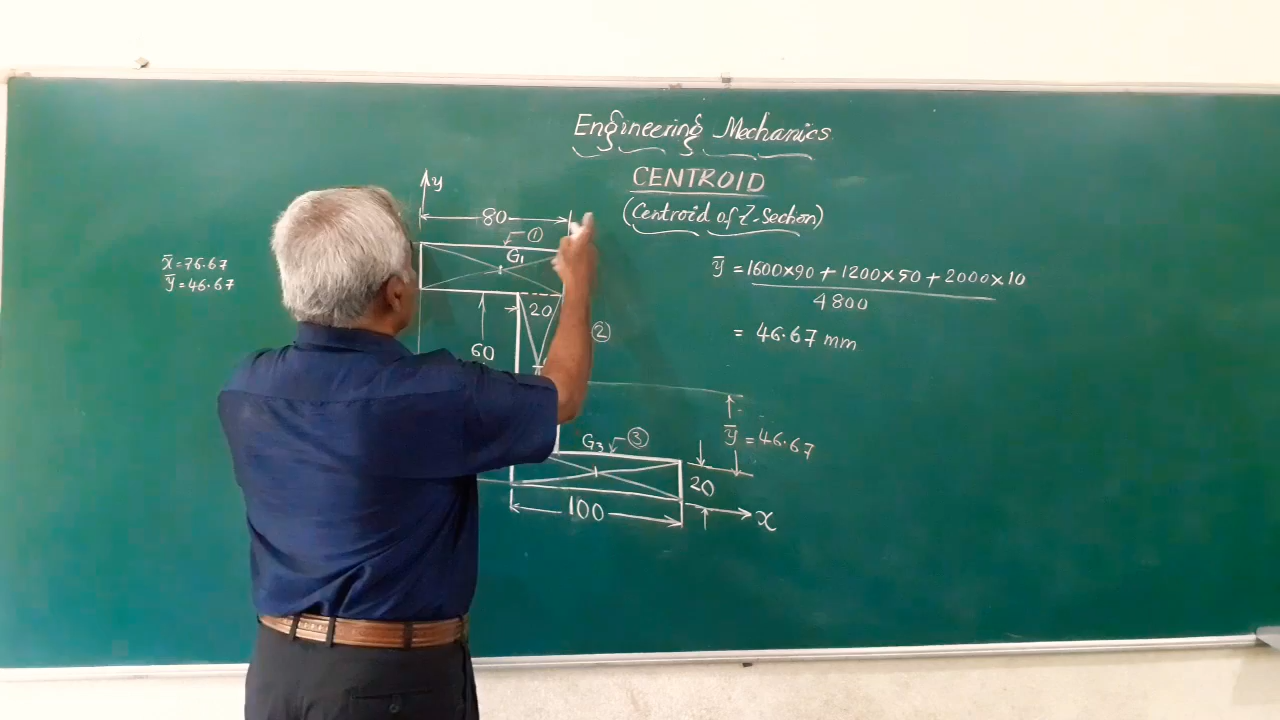 Engineering Mechanics
CENTROID
(Centroid of Z-Section)
x̄ = 76.67
ȳ = 46.67
y
80
①
G₁
20
60
②
G₃
③
20
100
x
ȳ = 46.67
ȳ = 1600×90 + 1200×50 + 2000×10
4800
= 46.67 mm